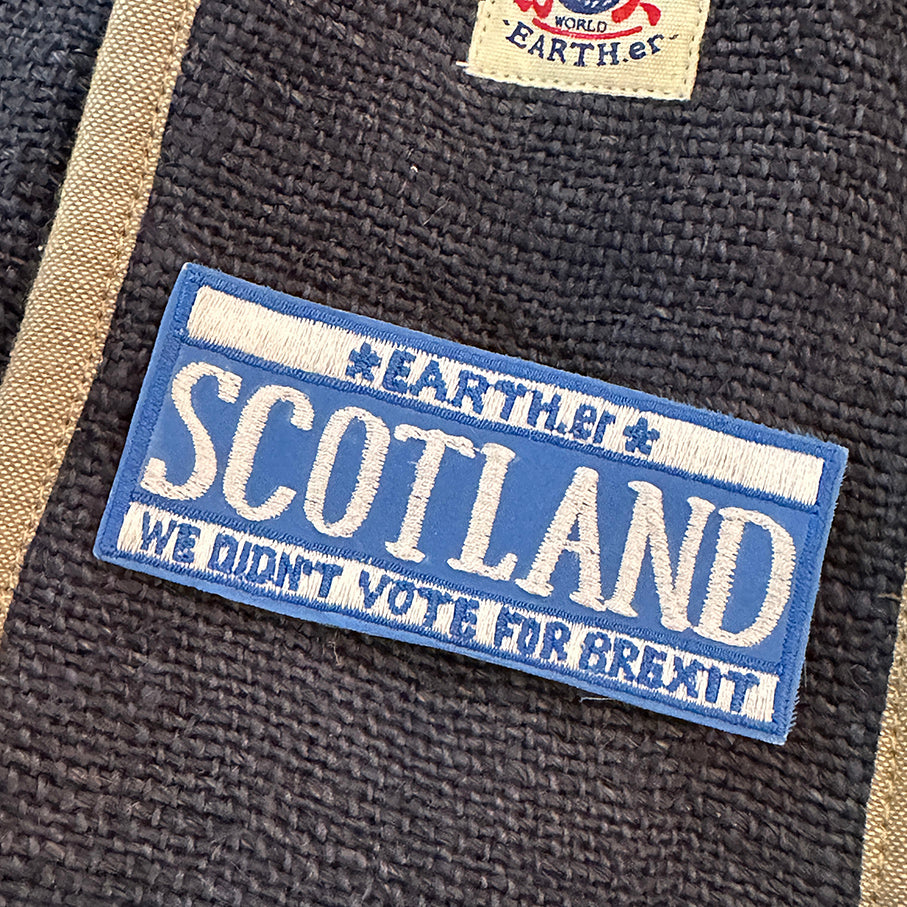 WORLD
EARTH.er
*EARTH.er*
SCOTLAND
WE DIDN'T VOTE FOR BREXIT